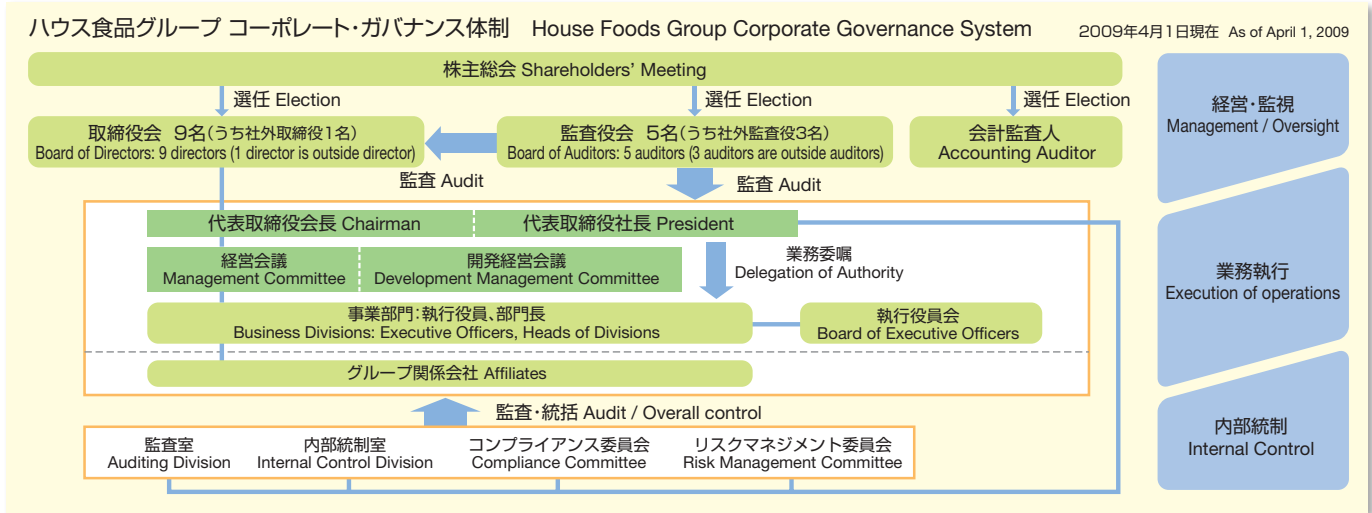 ハウス食品グループ コーポレート・ガバナンス体制 House Foods Group Corporate Governance System
2009年4月1日現在 As of April 1, 2009
株主総会 Shareholders' Meeting
選任 Election
選任 Election
選任 Election
取締役会 9名(うち社外取締役1名)
Board of Directors: 9 directors (1 director is outside director)
監査役会 5名(うち社外監査役3名)
Board of Auditors: 5 auditors (3 auditors are outside auditors)
会計監査人
Accounting Auditor
監査 Audit
監査 Audit
代表取締役会長 Chairman
代表取締役社長 President
経営会議
Management Committee
開発経営会議
Development Management Committee
業務委嘱
Delegation of Authority
事業部門:執行役員、部門長
Business Divisions: Executive Officers, Heads of Divisions
執行役員会
Board of Executive Officers
グループ関係会社 Affiliates
監査・統括 Audit / Overall control
監査室
Auditing Division
内部統制室
Internal Control Division
コンプライアンス委員会
Compliance Committee
リスクマネジメント委員会
Risk Management Committee
経営・監視
Management / Oversight
業務執行
Execution of operations
内部統制
Internal Control